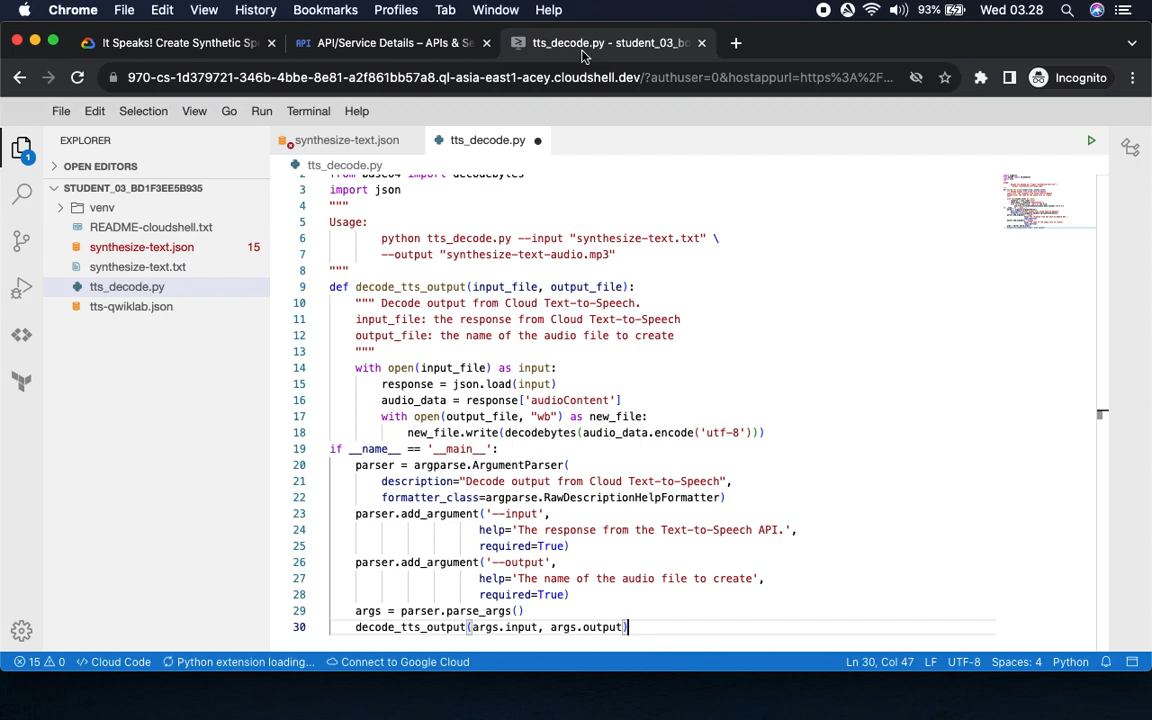 Chrome File Edit View History Bookmarks Profiles Tab Window Help 93% Wed 03.28
It Speaks! Create Synthetic Sp API API/Service Details – APIs & Se tts_decode.py - student_03_b
970-cs-1d379721-346b-4bbe-8e81-a2f861bb57a8.ql-asia-east1-acey.cloudshell.dev/?authuser=0&hostappurl=https%3A%2F... Incognito
File Edit Selection View Go Run Terminal Help
EXPLORER
synthesize-text.json tts_decode.py
OPEN EDITORS
tts_decode.py
STUDENT_03_BD1F3EE5B935
venv
README-cloudshell.txt
synthesize-text.json 15
synthesize-text.txt
tts_decode.py
tts-qwiklab.json
1
2 from base64 import decodebytes
3 import json
4 """
5 Usage:
6 python tts_decode.py --input "synthesize-text.txt" \
7 --output "synthesize-text-audio.mp3"
8 """
9 def decode_tts_output(input_file, output_file):
10 """ Decode output from Cloud Text-to-Speech.
11 input_file: the response from Cloud Text-to-Speech
12 output_file: the name of the audio file to create
13 """
14 with open(input_file) as input:
15 response = json.load(input)
16 audio_data = response['audioContent']
17 with open(output_file, "wb") as new_file:
18 new_file.write(decodebytes(audio_data.encode('utf-8')))
19 if __name__ == '__main__':
20 parser = argparse.ArgumentParser(
21 description="Decode output from Cloud Text-to-Speech",
22 formatter_class=argparse.RawDescriptionHelpFormatter)
23 parser.add_argument('--input',
24 help='The response from the Text-to-Speech API.',
25 required=True)
26 parser.add_argument('--output',
27 help='The name of the audio file to create',
28 required=True)
29 args = parser.parse_args()
30 decode_tts_output(args.input, args.output)
15 0 Cloud Code Python extension loading... Connect to Google Cloud Ln 30, Col 47 LF UTF-8 Spaces: 4 Python